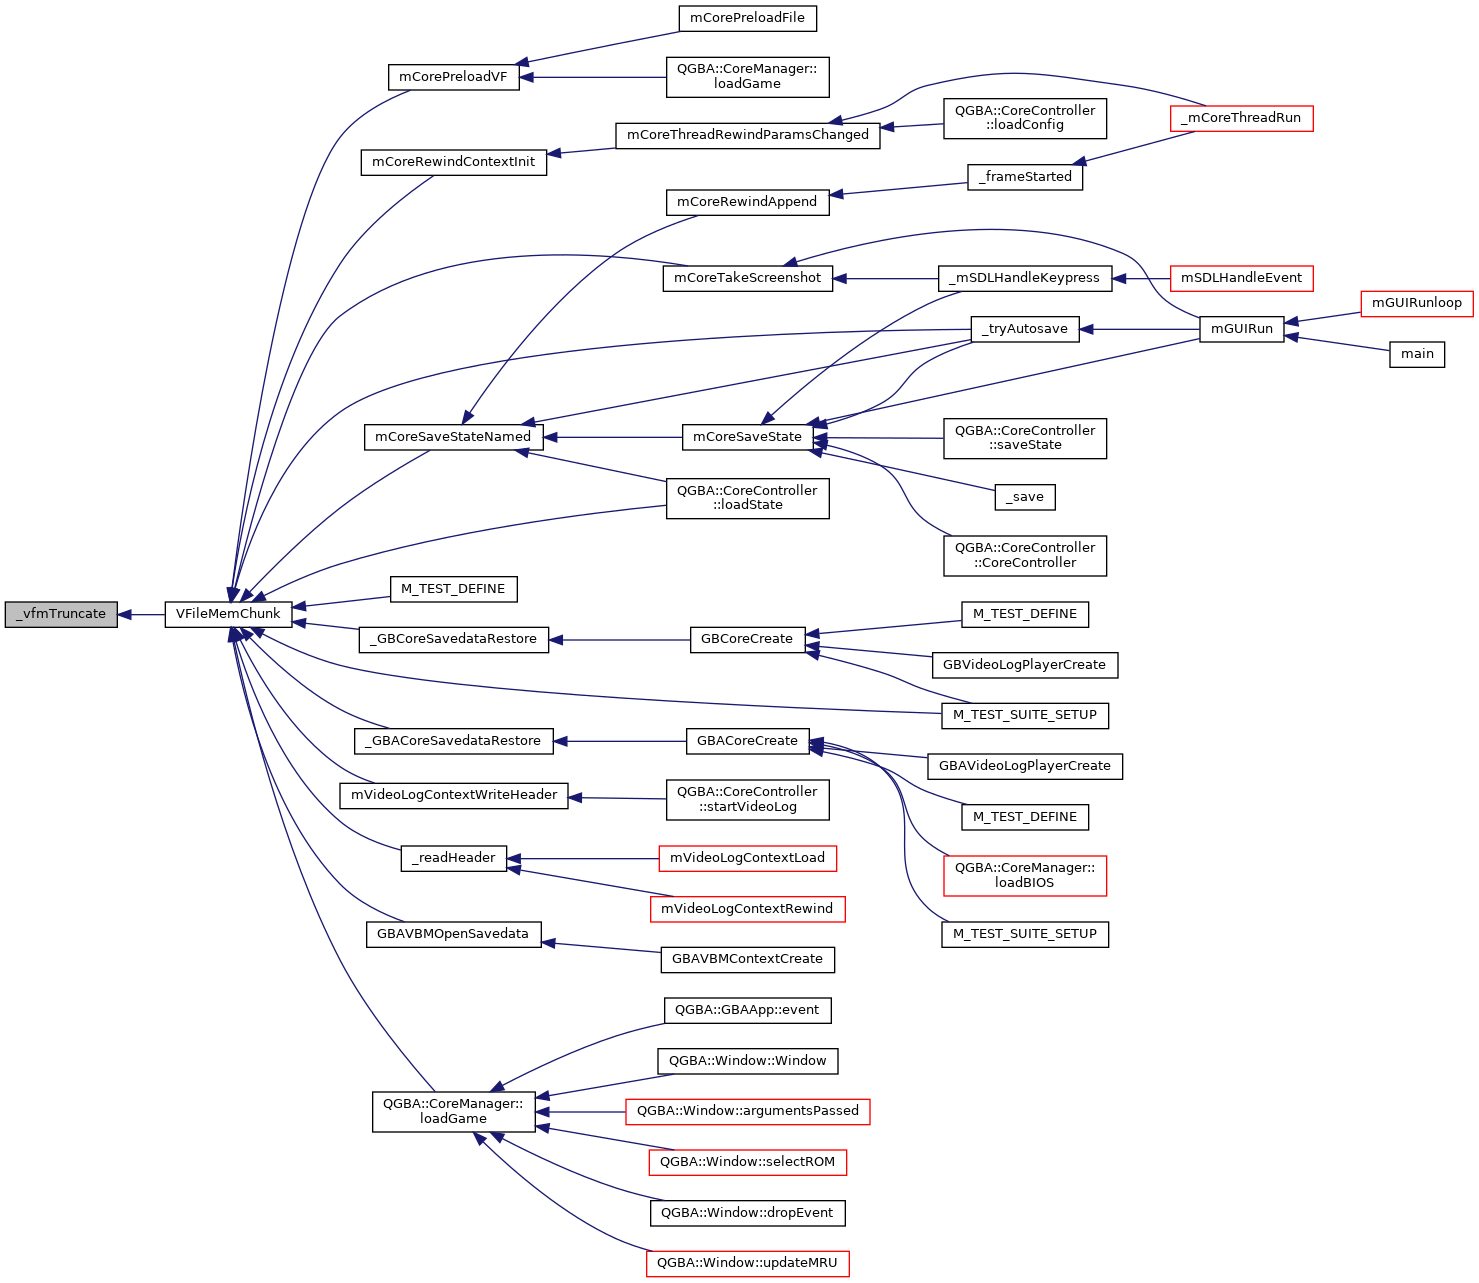 mCorePreloadFile
mCorePreloadVF
QGBA::CoreManager::
loadGame
mCoreThreadRewindParamsChanged
QGBA::CoreController
::loadConfig
_mCoreThreadRun
mCoreRewindContextInit
_frameStarted
mCoreRewindAppend
mCoreTakeScreenshot
_mSDLHandleKeypress
mSDLHandleEvent
mGUIRunloop
_tryAutosave
mGUIRun
main
mCoreSaveStateNamed
mCoreSaveState
QGBA::CoreController
::saveState
QGBA::CoreController
::loadState
_save
QGBA::CoreController
::CoreController
_vfmTruncate
VFileMemChunk
M_TEST_DEFINE
_GBCoreSavedataRestore
GBCoreCreate
M_TEST_DEFINE
GBVideoLogPlayerCreate
M_TEST_SUITE_SETUP
_GBACoreSavedataRestore
GBACoreCreate
GBAVideoLogPlayerCreate
mVideoLogContextWriteHeader
QGBA::CoreController
::startVideoLog
M_TEST_DEFINE
_readHeader
mVideoLogContextLoad
QGBA::CoreManager::
loadBIOS
mVideoLogContextRewind
M_TEST_SUITE_SETUP
GBAVBMOpenSavedata
GBAVBMContextCreate
QGBA::GBAApp::event
QGBA::Window::Window
QGBA::CoreManager::
loadGame
QGBA::Window::argumentsPassed
QGBA::Window::selectROM
QGBA::Window::dropEvent
QGBA::Window::updateMRU